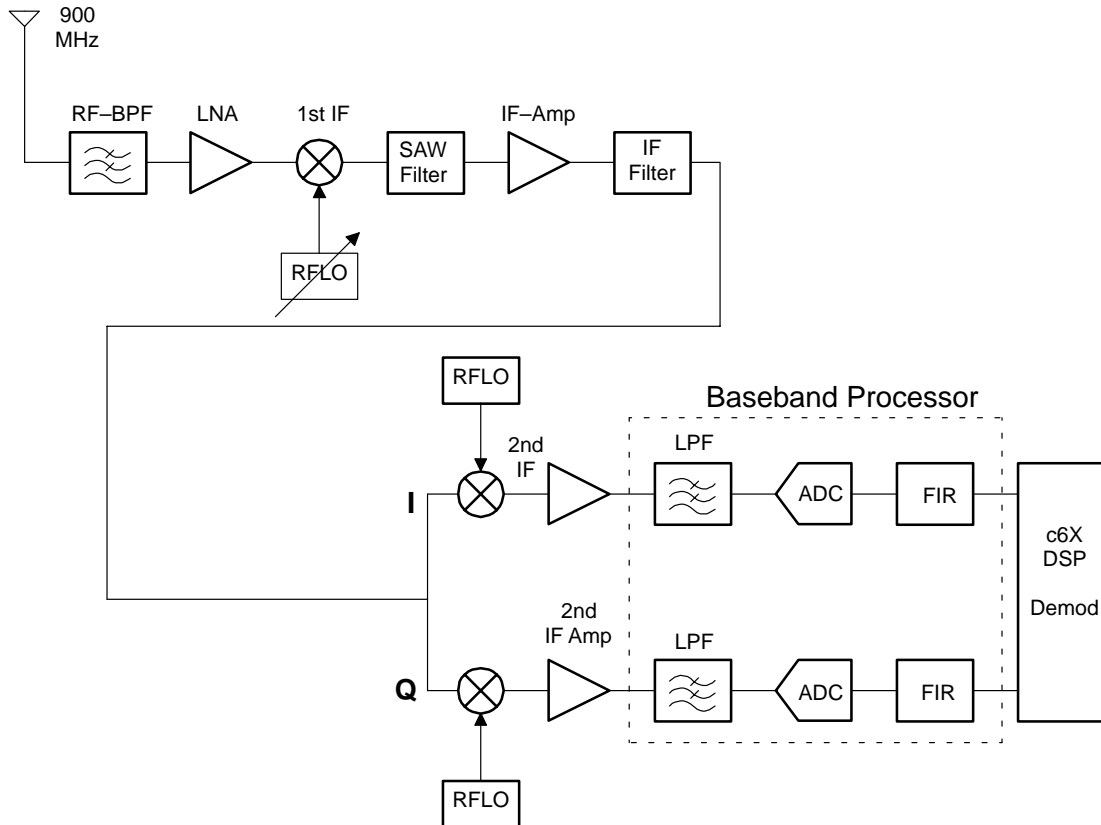 900
MHz
RF–BPF
LNA
1st IF
IF–Amp
SAW
Filter
IF
Filter
RFLO
RFLO
Baseband Processor
2nd
IF
LPF
I
ADC
FIR
c6X
DSP
Demod
2nd
IF Amp
LPF
Q
ADC
FIR
RFLO